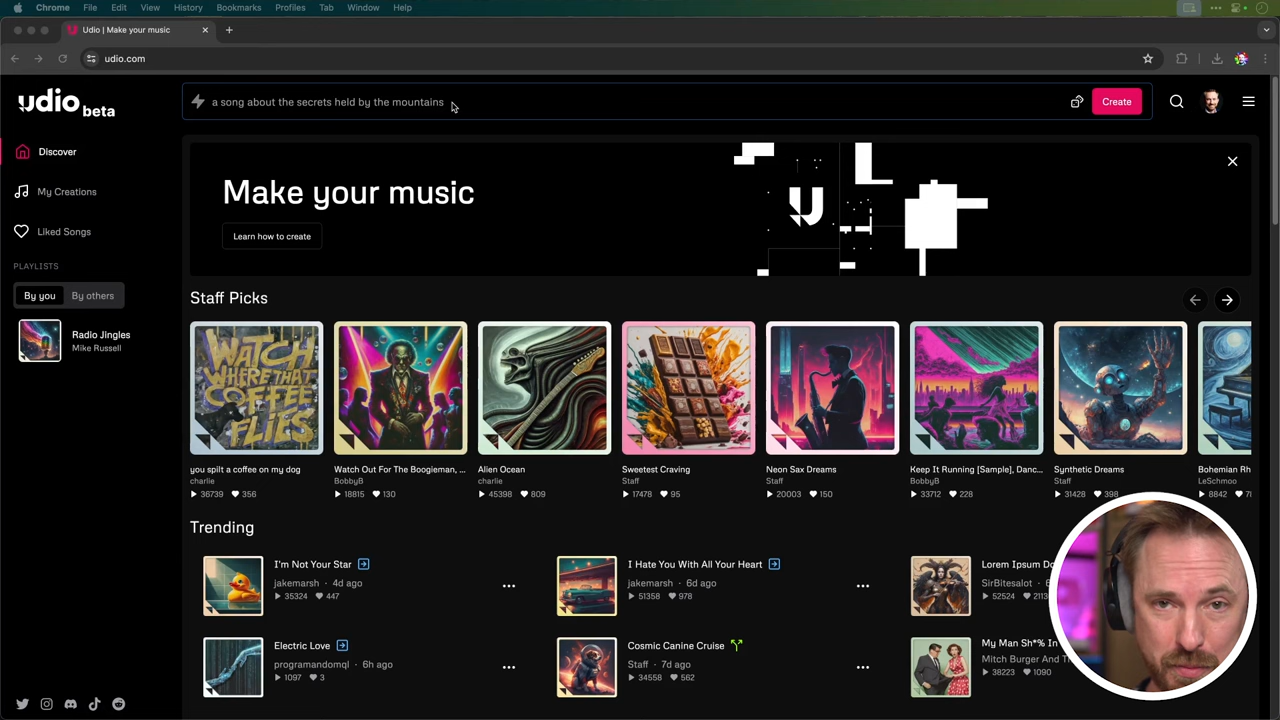 Chrome File Edit View History Bookmarks Profiles Tab Window Help
Udio | Make your music
udio.com
udio beta
a song about the secrets held by the mountains
Create
Discover
My Creations
Liked Songs
PLAYLISTS
By you By others
Radio Jingles
Mike Russell
Make your music
Learn how to create
Staff Picks
WATCH WHERE THAT COFFEE FLIES
you spilt a coffee on my dog
charlie
36739 356
Watch Out For The Boogieman, ...
BobbyB
18815 130
Alien Ocean
charlie
45398 809
Sweetest Craving
Staff
17478 95
Neon Sax Dreams
Staff
20003 150
Keep It Running [Sample], Danc...
BobbyB
33712 228
Synthetic Dreams
Staff
31428 398
Bohemian Rh
LeSchmoo
8842
Trending
I'm Not Your Star
jakemarsh · 4d ago
35324 447
I Hate You With All Your Heart
jakemarsh · 6d ago
51358 978
Lorem Ipsum
SirBitesalot
52524
Electric Love
programandomql · 6h ago
1097 3
Cosmic Canine Cruise
Staff · 7d ago
34558 562
My Man Sh*% In
Mitch Burger And
38223 1090